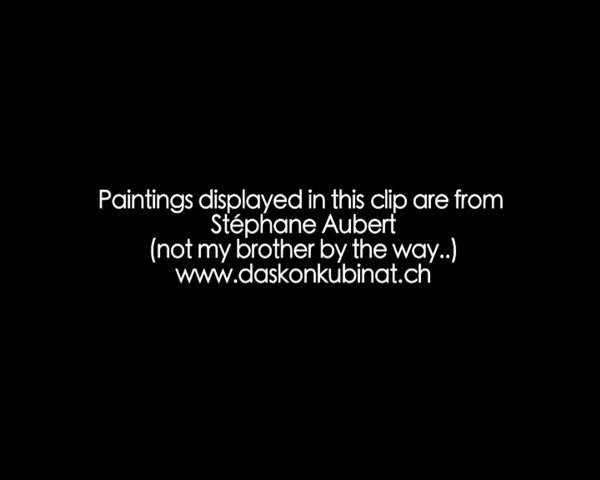 Paintings displayed in this clip are from
Stéphane Aubert
(not my brother by the way..)
www.daskonkubinat.ch